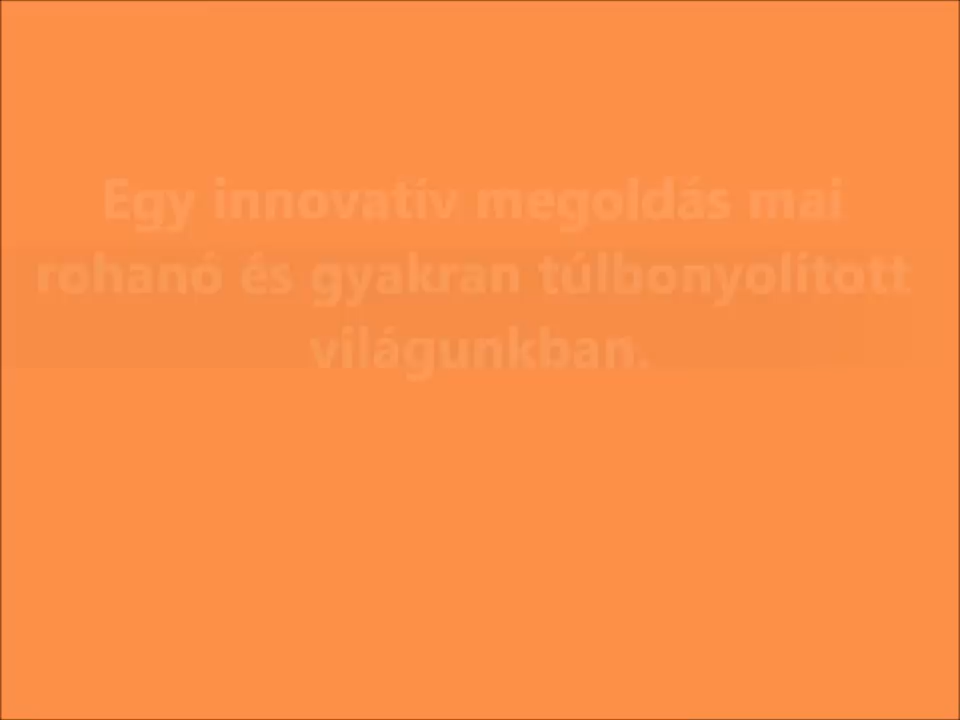 Egy innovatív megoldás mai
rohanó és gyakran túlbonyolított
világunkban.